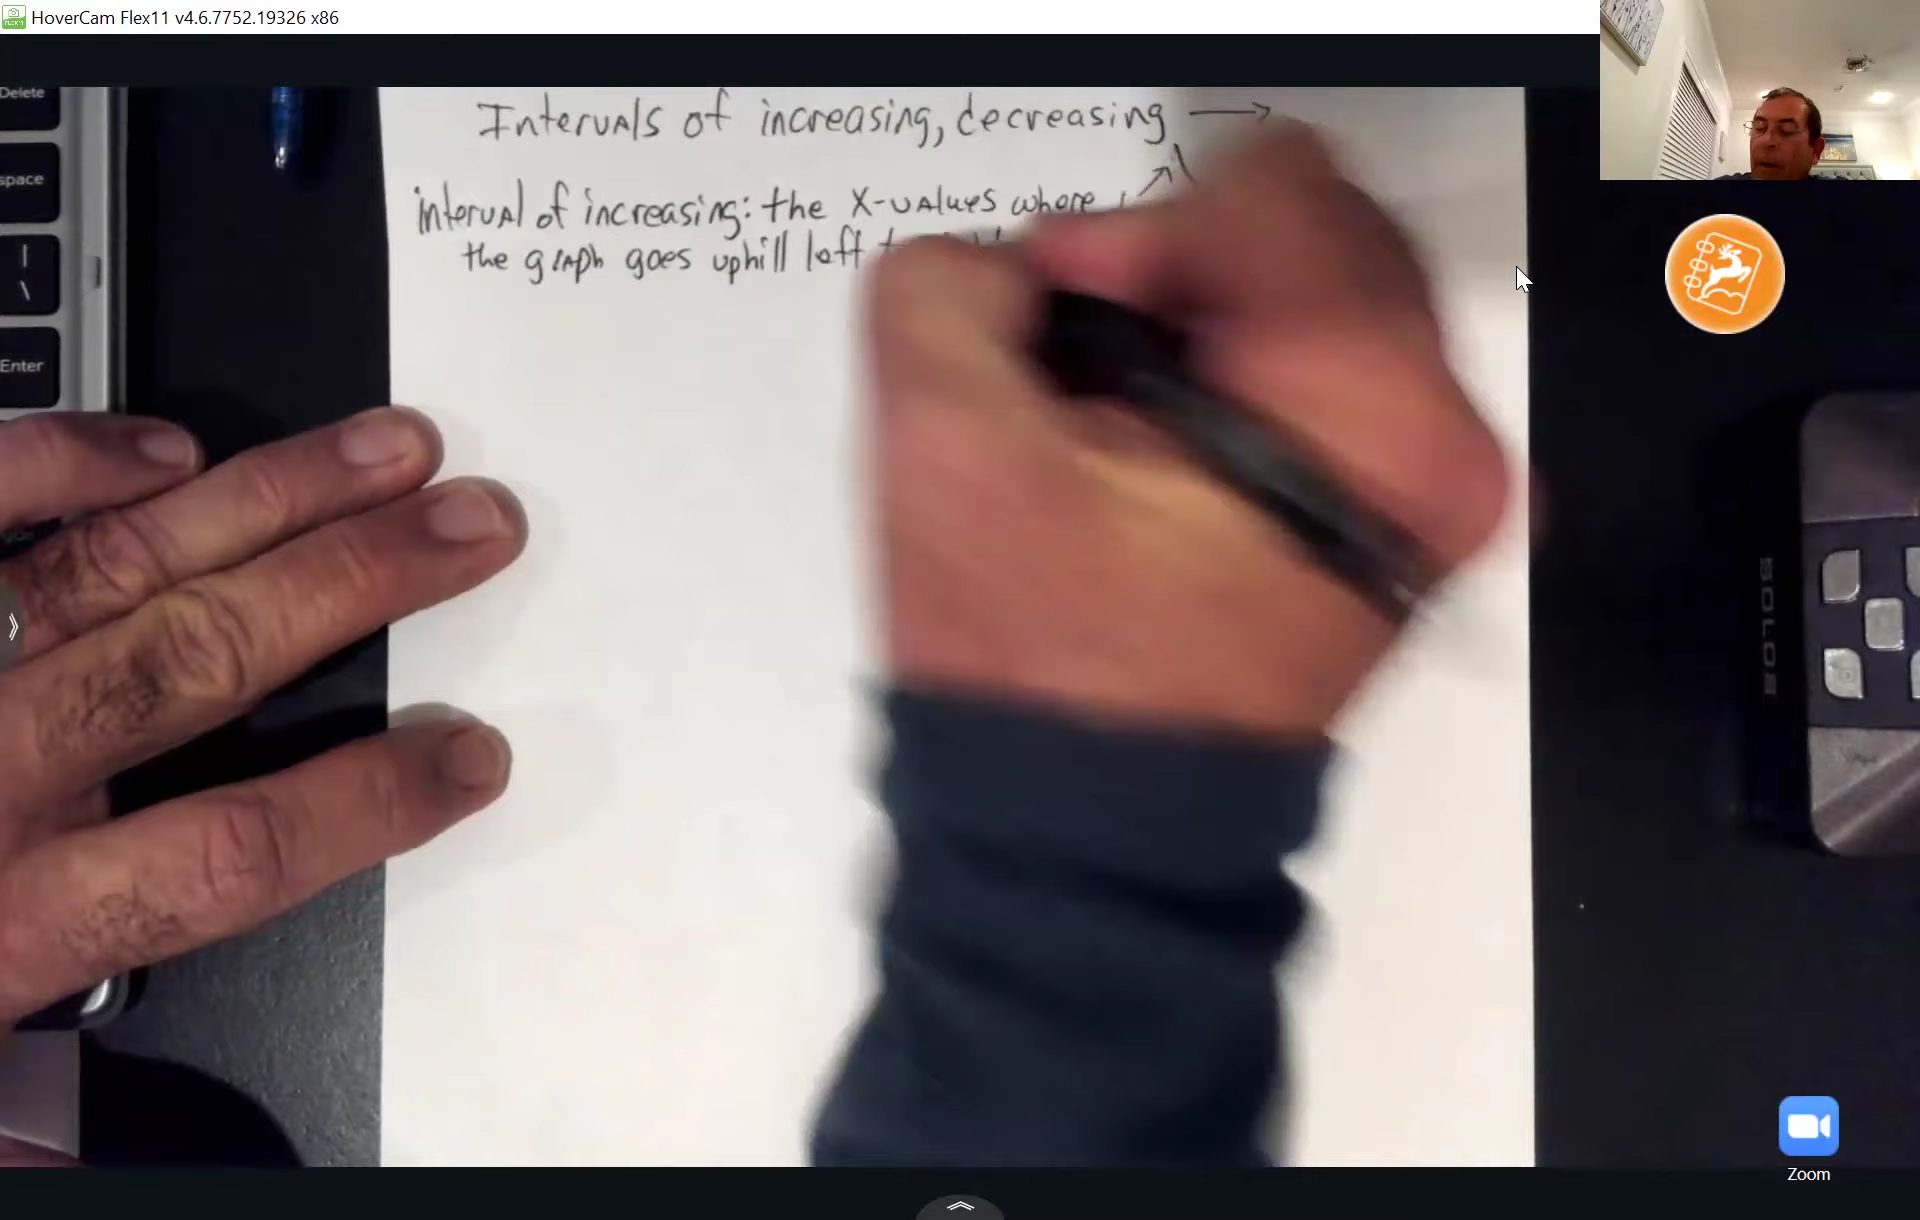 HoverCam Flex11 v4.6.7752.19326 x86
Delete
space
Enter
Intervals of increasing, decreasing →
interval of increasing: the x-values where
the graph goes uphill left
SOLO8
Zoom